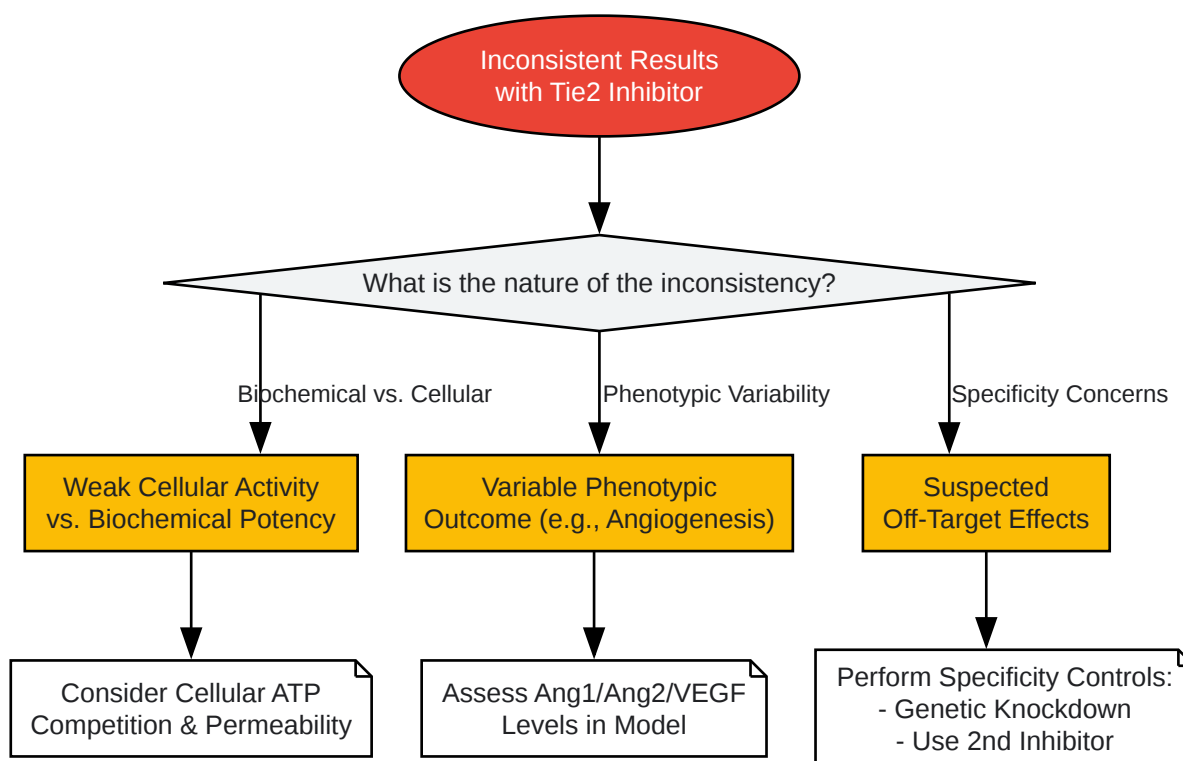 Inconsistent Results
with Tie2 Inhibitor
What is the nature of the inconsistency?
Biochemical vs. Cellular
Phenotypic Variability
Specificity Concerns
Weak Cellular Activity
vs. Biochemical Potency
Variable Phenotypic
Outcome (e.g., Angiogenesis)
Suspected
Off-Target Effects
Consider Cellular ATP
Competition & Permeability
Assess Ang1/Ang2/VEGF
Levels in Model
Perform Specificity Controls:
- Genetic Knockdown
- Use 2nd Inhibitor